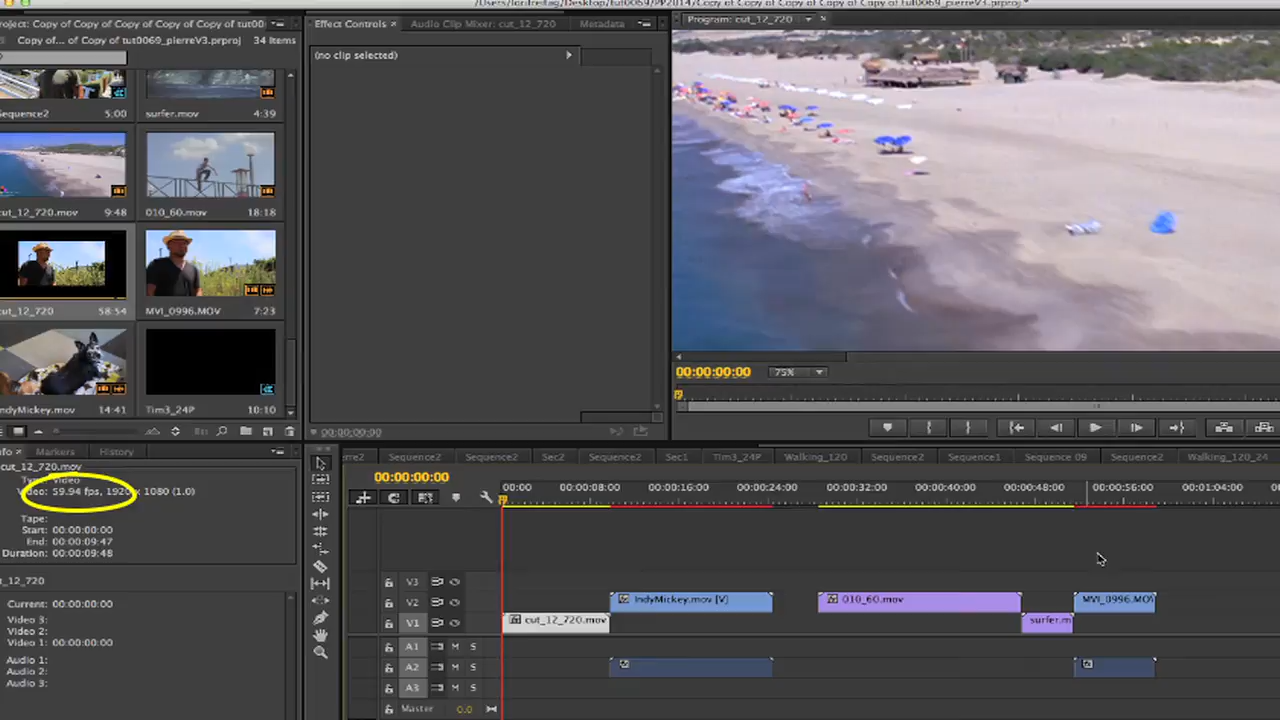 /Users/lorifreitag/Desktop/tut0069/PP2014/Copy of Copy of Copy of Copy of Copy of tut0069_pierreV3.prproj *
roject: Copy of Copy of Copy of Copy of tut00
Copy of... of Copy of tut0069_pierreV3.prproj
34 Items
Effect Controls × Audio Clip Mixer: cut_12_720 Metadata
(no clip selected)
Program: cut_12_720 ×
Sequence2 5:00
surfer.mov 4:39
cut_12_720.mov 9:48
010_60.mov 18:18
cut_12_720 58:54
MVI_0996.MOV 7:23
IndyMickey.mov 14:41
Tim3_24P 10:10
00:00:00:00
00:00:00:00 75%
nfo × Markers History
cut_12_720.mov
Type: Video
Video: 59.94 fps, 1920 x 1080 (1.0)
Tape:
Start: 00:00:00:00
End: 00:00:09:47
Duration: 00:00:09:48
cut_12_720
Current: 00:00:00:00
Video 3:
Video 2:
Video 1: 00:00:00:00
Audio 1:
Audio 2:
Audio 3:
me2 Sequence2 Sequence2 Sec2 Sequence2 Sec1 Tim3_24P Walking_120 Sequence2 Sequence1 Sequence 09 Sequence2 Walking_120_24
00:00:00:00
00:00 00:00:08:00 00:00:16:00 00:00:24:00 00:00:32:00 00:00:40:00 00:00:48:00 00:00:56:00 00:01:04:00
V3
V2 IndyMickey.mov [V] 010_60.mov MVI_0996.MOV
V1 cut_12_720.mov surfer.m
A1 M S
A2 M S
A3 M S
Master 0.0